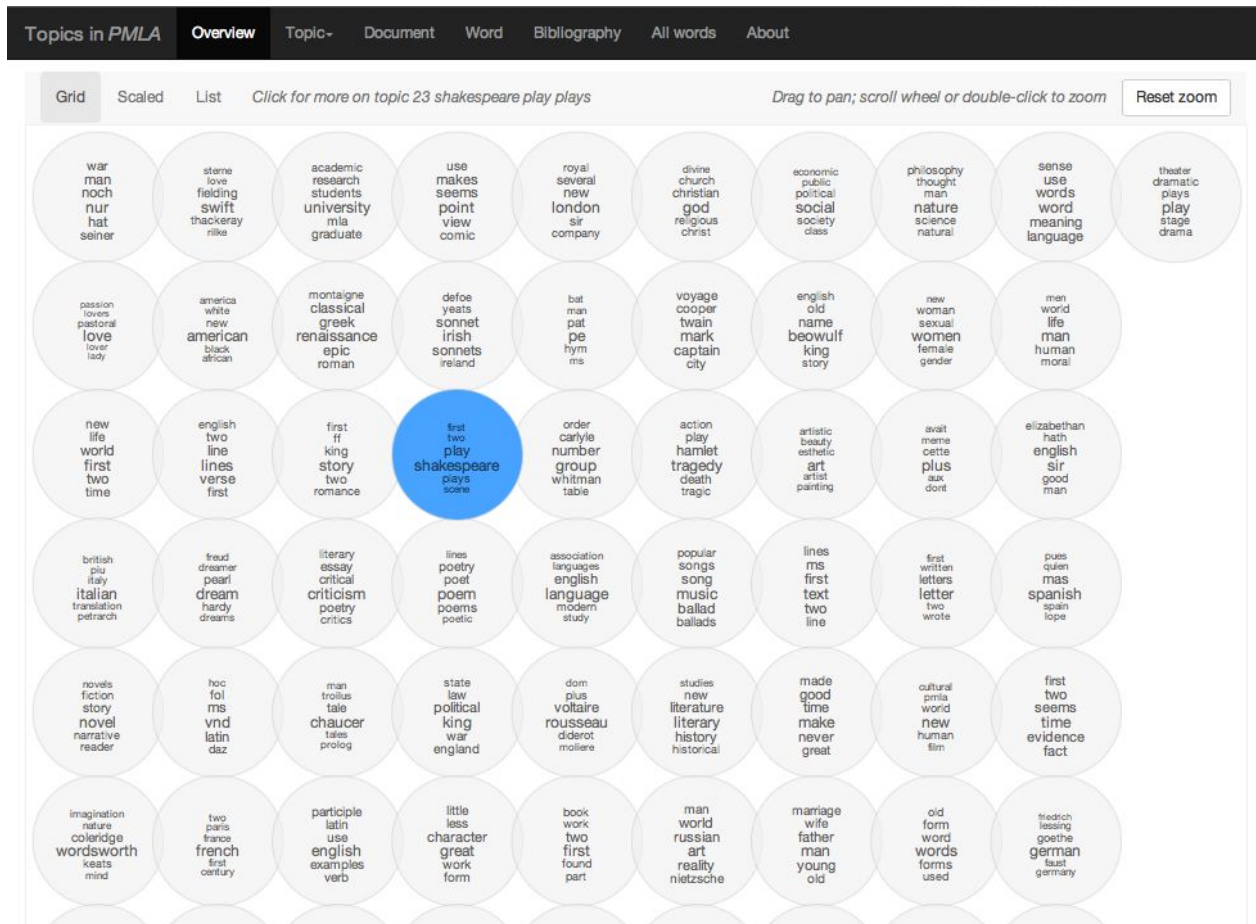 Topics in PMLA Overview Topic Document Word Bibliography All words About
Grid Scaled List Click for more on topic 23 shakespeare play plays Drag to pan; scroll wheel or double-click to zoom Reset zoom
war
man
noch
nur
hat
seiner
sterne
love
fielding
swift
thackeray
rilke
academic
research
students
university
mla
graduate
use
makes
seems
point
view
comic
royal
several
new
london
sir
company
divine
church
christian
god
religious
christ
economic
public
political
social
society
class
philosophy
thought
man
nature
science
natural
sense
use
words
word
meaning
language
theater
dramatic
plays
play
stage
drama
passion
lovers
pastoral
love
lover
lady
america
white
new
american
black
african
montaigne
classical
greek
renaissance
epic
roman
defoe
yeats
sonnet
irish
sonnets
ireland
bat
man
pat
pe
hym
ms
voyage
cooper
twain
mark
captain
city
english
old
name
beowulf
king
story
new
woman
sexual
women
female
gender
men
world
life
man
human
moral
new
life
world
first
two
time
english
two
line
lines
verse
first
first
ff
king
story
two
romance
first
two
play
shakespeare
plays
scene
order
carlyle
number
group
whitman
table
action
play
hamlet
tragedy
death
tragic
artistic
beauty
esthetic
art
artist
painting
avait
meme
cette
plus
aux
dont
elizabethan
hath
english
sir
good
man
british
piu
italy
italian
translation
petrarch
freud
dreamer
pearl
dream
hardy
dreams
literary
essay
critical
criticism
poetry
critics
lines
poetry
poet
poem
poems
poetic
association
languages
english
language
modern
study
popular
songs
song
music
ballad
ballads
lines
ms
first
text
two
line
first
written
letters
letter
two
wrote
pues
quien
mas
spanish
spain
lope
novels
fiction
story
novel
narrative
reader
hoc
fol
ms
vnd
latin
daz
man
troilus
tale
chaucer
tales
prolog
state
law
political
king
war
england
dom
plus
voltaire
rousseau
diderot
moliere
studies
new
literature
literary
history
historical
made
good
time
make
never
great
cultural
pmla
world
new
human
film
first
two
seems
time
evidence
fact
imagination
nature
coleridge
wordsworth
keats
mind
two
paris
france
french
first
century
participle
latin
use
english
examples
verb
little
less
character
great
work
form
book
work
two
first
found
part
man
world
russian
art
reality
nietzsche
marriage
wife
father
man
young
old
old
form
word
words
forms
used
friedrich
lessing
goethe
german
faust
germany